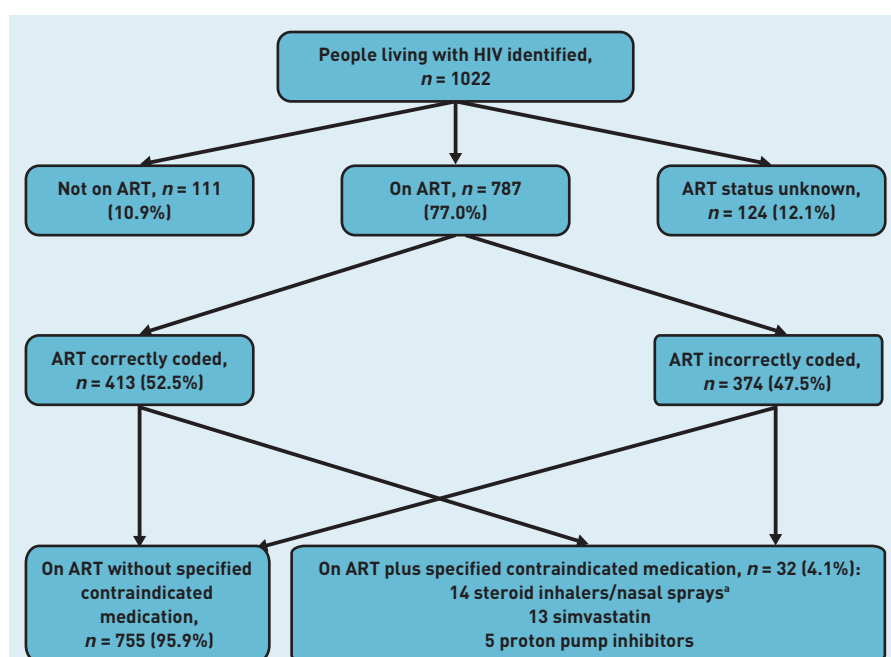 People living with HIV identified,
n = 1022
Not on ART, n = 111
(10.9%)
On ART, n = 787
(77.0%)
ART status unknown,
n = 124 (12.1%)
ART correctly coded,
n = 413 (52.5%)
ART incorrectly coded,
n = 374 (47.5%)
On ART without specified
contraindicated
medication,
n = 755 (95.9%)
On ART plus specified contraindicated medication, n = 32 (4.1%):
14 steroid inhalers/nasal spraysᵃ
13 simvastatin
5 proton pump inhibitors